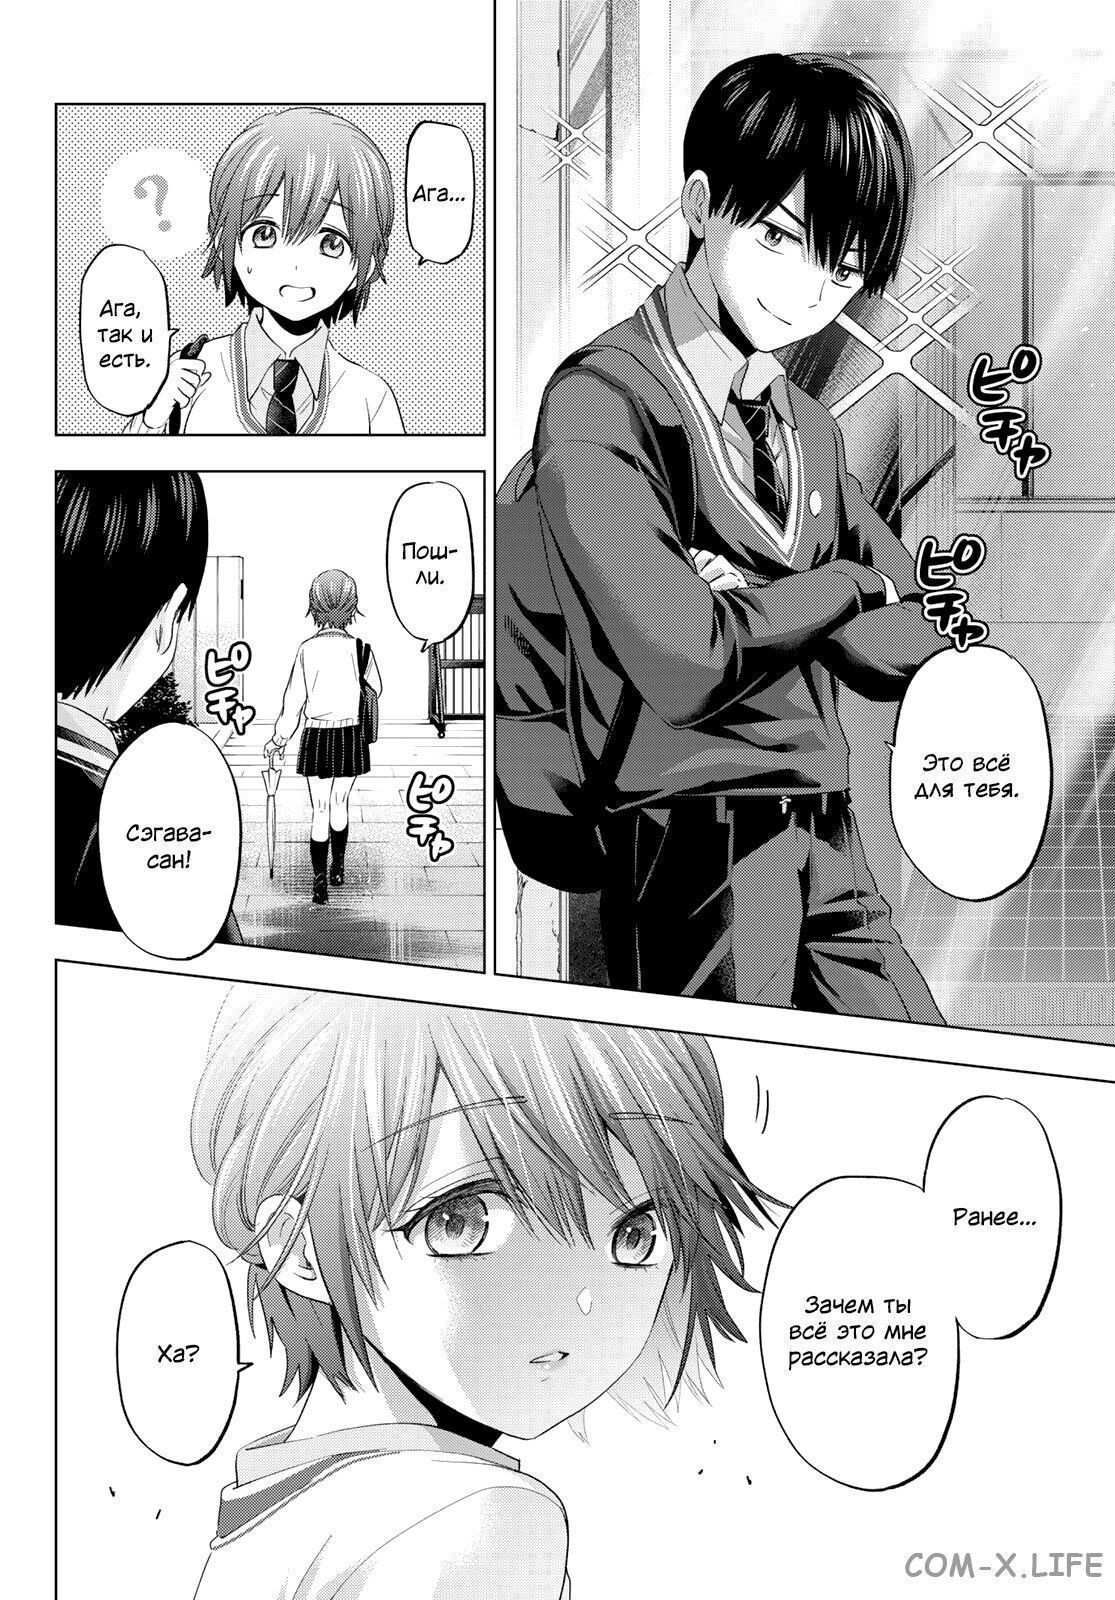 ピチャ
ピチャ
Это всё
для тебя.
Ага...
?
Ага,
так и
есть.
Пош-
ли.
ピチャ
ピチャ
Сэгава-
сан!
Ранее...
Зачем ты
всё это мне
рассказала?
Ха?
COM-X.LIFE